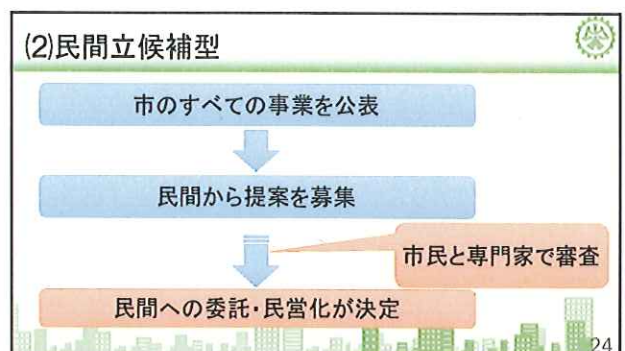 (2)民間立候補型
市のすべての事業を公表
民間から提案を募集
市民と専門家で審査
民間への委託・民営化が決定
24